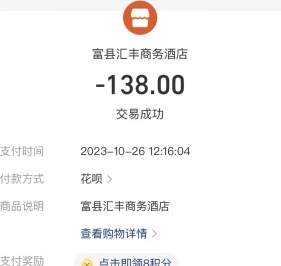 富县汇丰商务酒店
-138.00
交易成功
支付时间 2023-10-26 12:16:04
付款方式 花呗 >
商品说明 富县汇丰商务酒店
查看购物详情 >
支付奖励 点击即领8积分